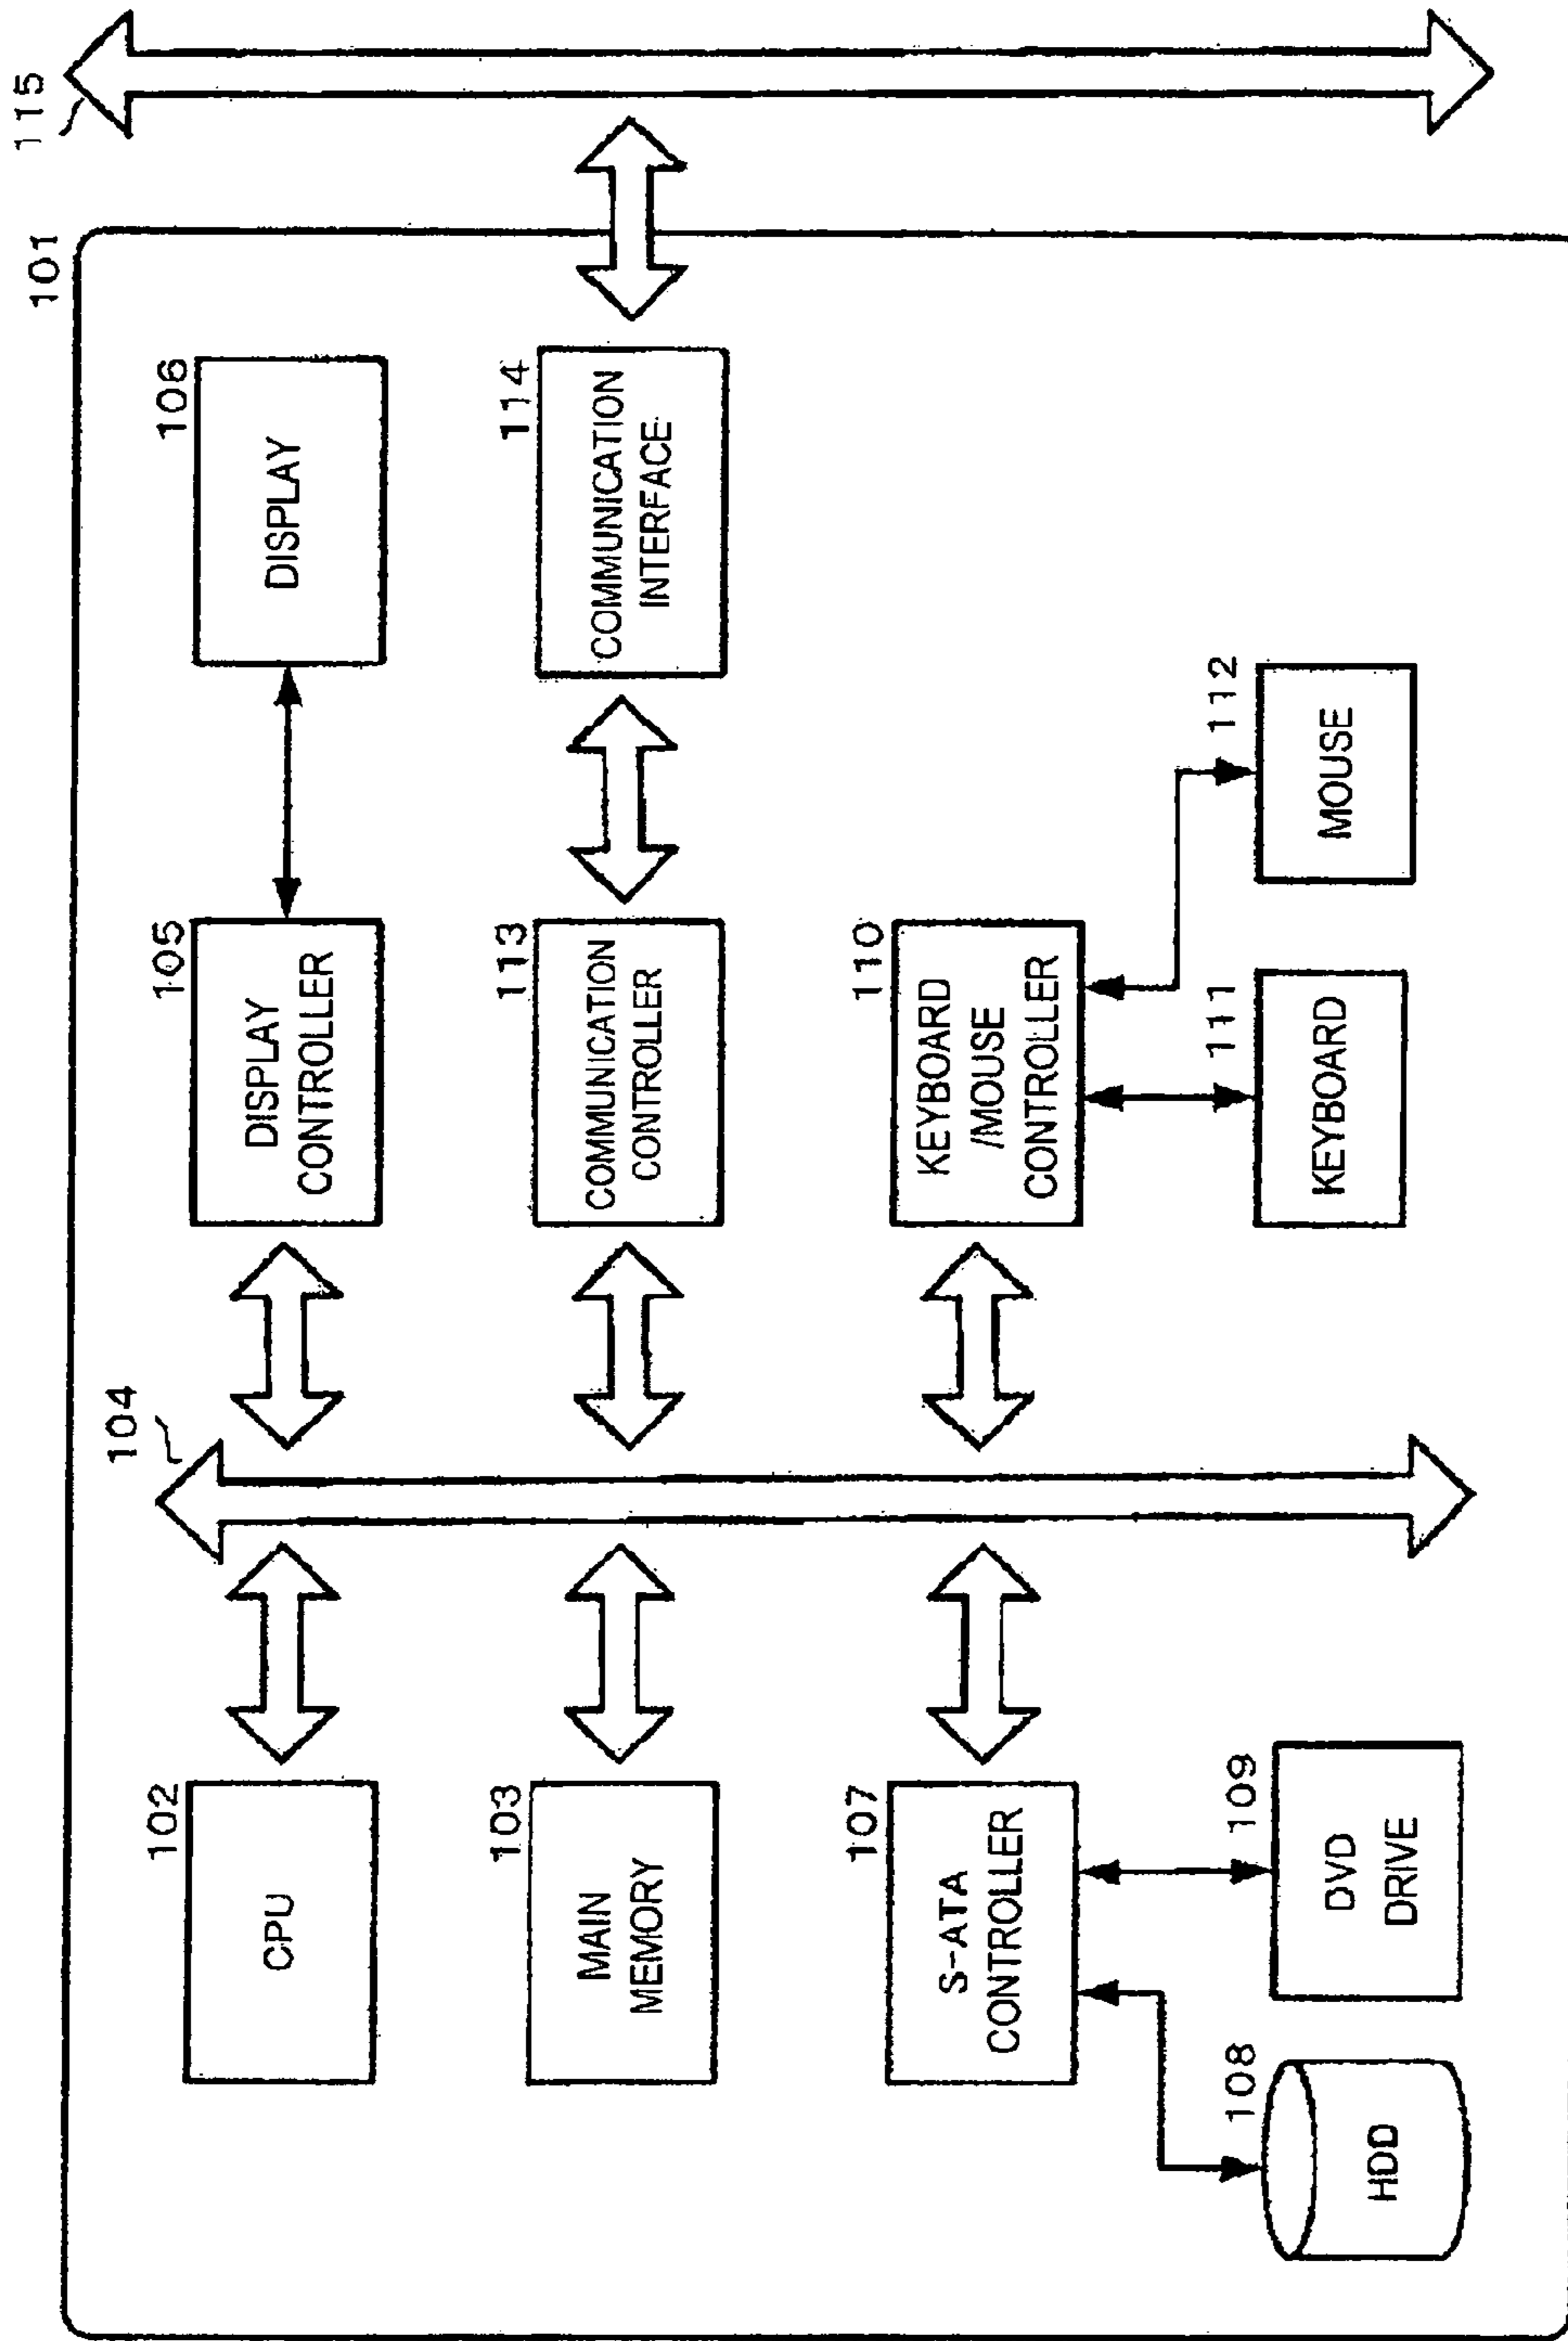 101
115
102
CPU
104
105
DISPLAY
CONTROLLER
106
DISPLAY
103
MAIN
MEMORY
113
COMMUNICATION
CONTROLLER
114
COMMUNICATION
INTERFACE
107
S-ATA
CONTROLLER
110
KEYBOARD
/MOUSE
CONTROLLER
108
HDD
109
DVD
DRIVE
111
KEYBOARD
112
MOUSE